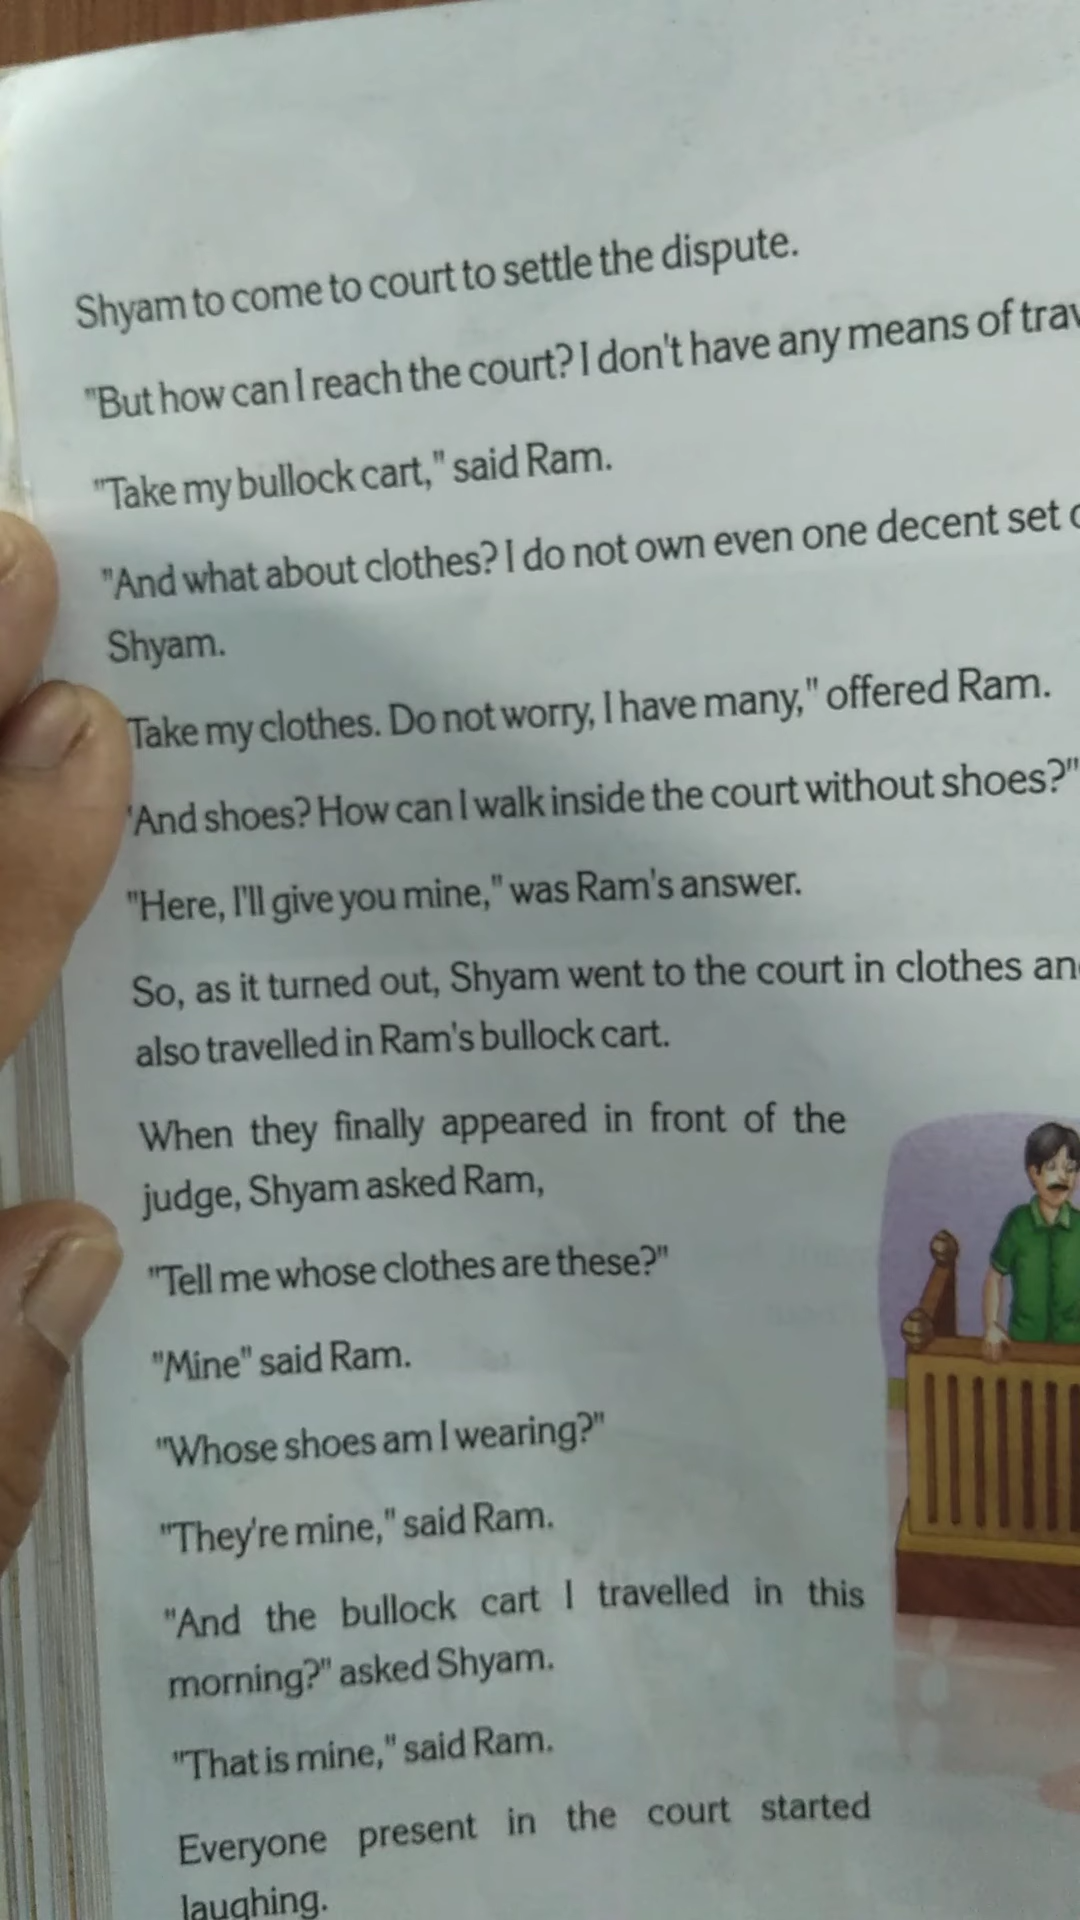 Shyam to come to court to settle the dispute.
"But how can I reach the court? I don't have any means of
"Take my bullock cart," said Ram.
"And what about clothes? I do not own even one decent set
Shyam.
Take my clothes. Do not worry, I have many," offered Ram.
'And shoes? How can I walk inside the court without shoes?"
"Here, I'll give you mine," was Ram's answer.
So, as it turned out, Shyam went to the court in clothes
also travelled in Ram's bullock cart.
When they finally appeared in front of the
judge, Shyam asked Ram,
"Tell me whose clothes are these?"
"Mine" said Ram.
"Whose shoes am I wearing?"
"They're mine," said Ram.
"And the bullock cart I travelled in this
morning?" asked Shyam.
"That is mine," said Ram.
Everyone present in the court started
laughing.